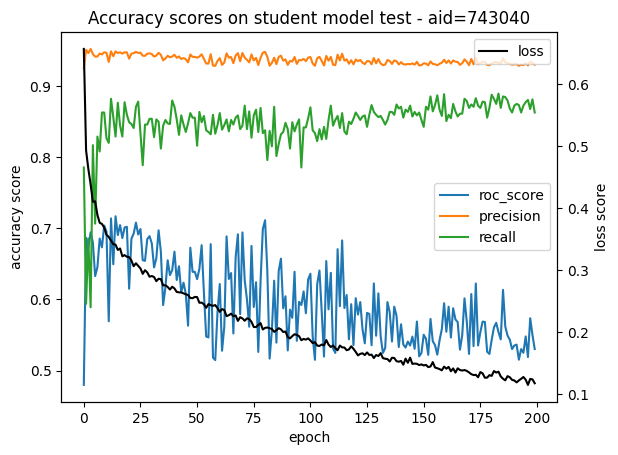 Accuracy scores on student model test - aid=743040
loss
roc_score
precision
recall
accuracy score
0.9
0.8
0.7
0.6
0.5
loss score
0.6
0.5
0.4
0.3
0.2
0.1
0 25 50 75 100 125 150 175 200
epoch